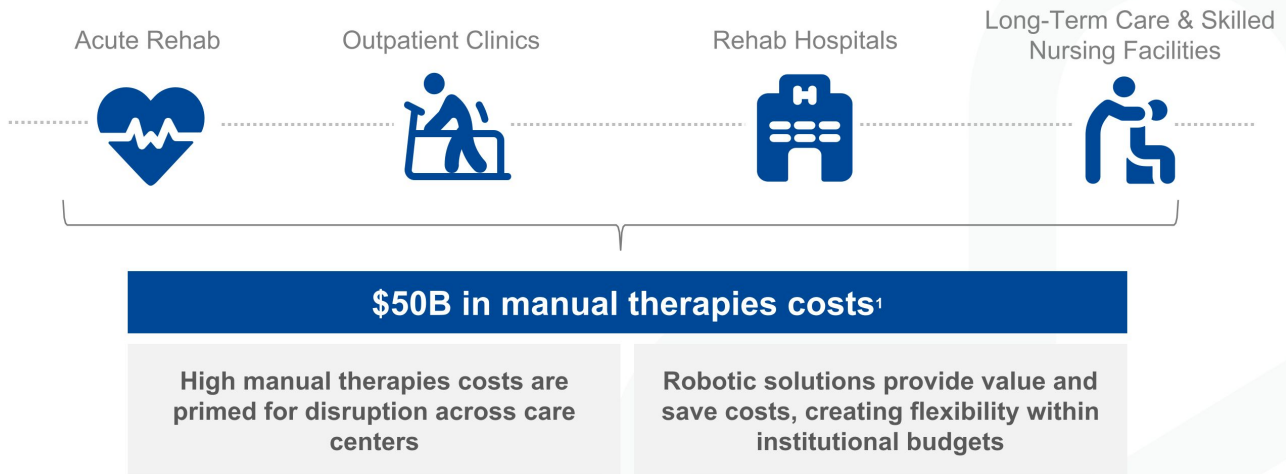 Acute Rehab
Outpatient Clinics
Rehab Hospitals
Long-Term Care & Skilled
Nursing Facilities
H
$50B in manual therapies costs1
High manual therapies costs are
primed for disruption across care
centers
Robotic solutions provide value and
save costs, creating flexibility within
institutional budgets